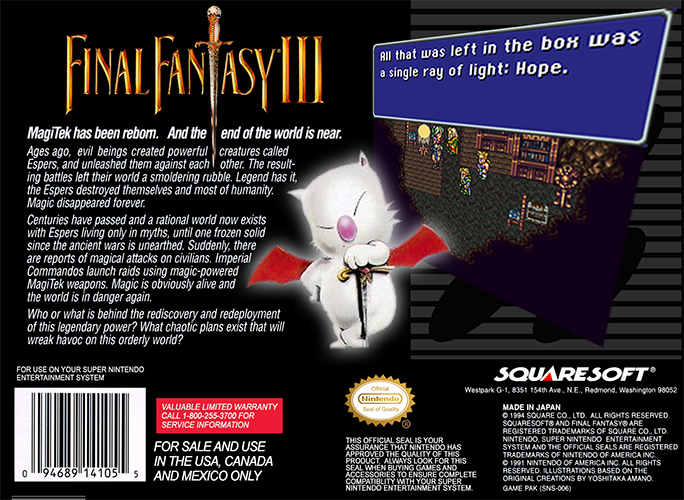 FINAL FANTASY® III
All that was left in the box was
a single ray of light: Hope.
MagiTek has been reborn. And the end of the world is near.
Ages ago, evil beings created powerful creatures called
Espers, and unleashed them against each other. The result-
ing battles left their world a smoldering rubble. Legend has it,
the Espers destroyed themselves and most of humanity.
Magic disappeared forever.
Centuries have passed and a rational world now exists
with Espers living only in myths, until one frozen solid
since the ancient wars is unearthed. Suddenly, there
are reports of magical attacks on civilians. Imperial
Commandos launch raids using magic-powered
MagiTek weapons. Magic is obviously alive and
the world is in danger again.
Who or what is behind the rediscovery and redeployment
of this legendary power? What chaotic plans exist that will
wreak havoc on this orderly world?
FOR USE ON YOUR SUPER NINTENDO
ENTERTAINMENT SYSTEM
0 94689 14105 5
VALUABLE LIMITED WARRANTY
CALL 1-800-255-3700 FOR
SERVICE INFORMATION
FOR SALE AND USE
IN THE USA, CANADA
AND MEXICO ONLY
Official
Nintendo
Seal of Quality
®
THIS OFFICIAL SEAL IS YOUR
ASSURANCE THAT NINTENDO HAS
APPROVED THE QUALITY OF THIS
PRODUCT. ALWAYS LOOK FOR THIS
SEAL WHEN BUYING GAMES AND
ACCESSORIES TO ENSURE COMPLETE
COMPATIBILITY WITH YOUR SUPER
NINTENDO ENTERTAINMENT SYSTEM.
SQUARESOFT®
Westpark G-1, 8351 154th Ave., N.E., Redmond, Washington 98052
MADE IN JAPAN
© 1994 SQUARE CO., LTD. ALL RIGHTS RESERVED.
SQUARESOFT® AND FINAL FANTASY® ARE
REGISTERED TRADEMARKS OF SQUARE CO., LTD.
NINTENDO, SUPER NINTENDO ENTERTAINMENT
SYSTEM AND THE OFFICIAL SEALS ARE REGISTERED
TRADEMARKS OF NINTENDO OF AMERICA INC.
© 1991 NINTENDO OF AMERICA INC. ALL RIGHTS
RESERVED. ILLUSTRATIONS BASED ON THE
ORIGINAL CREATIONS BY YOSHITAKA AMANO.
GAME PAK (SNS-006)